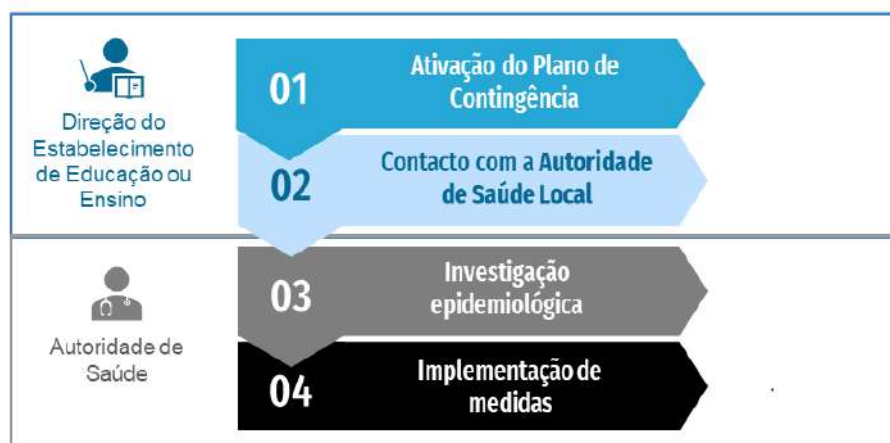 Direção do
Estabelecimento
de Educação ou
Ensino
01
Ativação do Plano de
Contingência
02
Contacto com a Autoridade
de Saúde Local
Autoridade de
Saúde
03
Investigação
epidemiológica
04
Implementação de
medidas